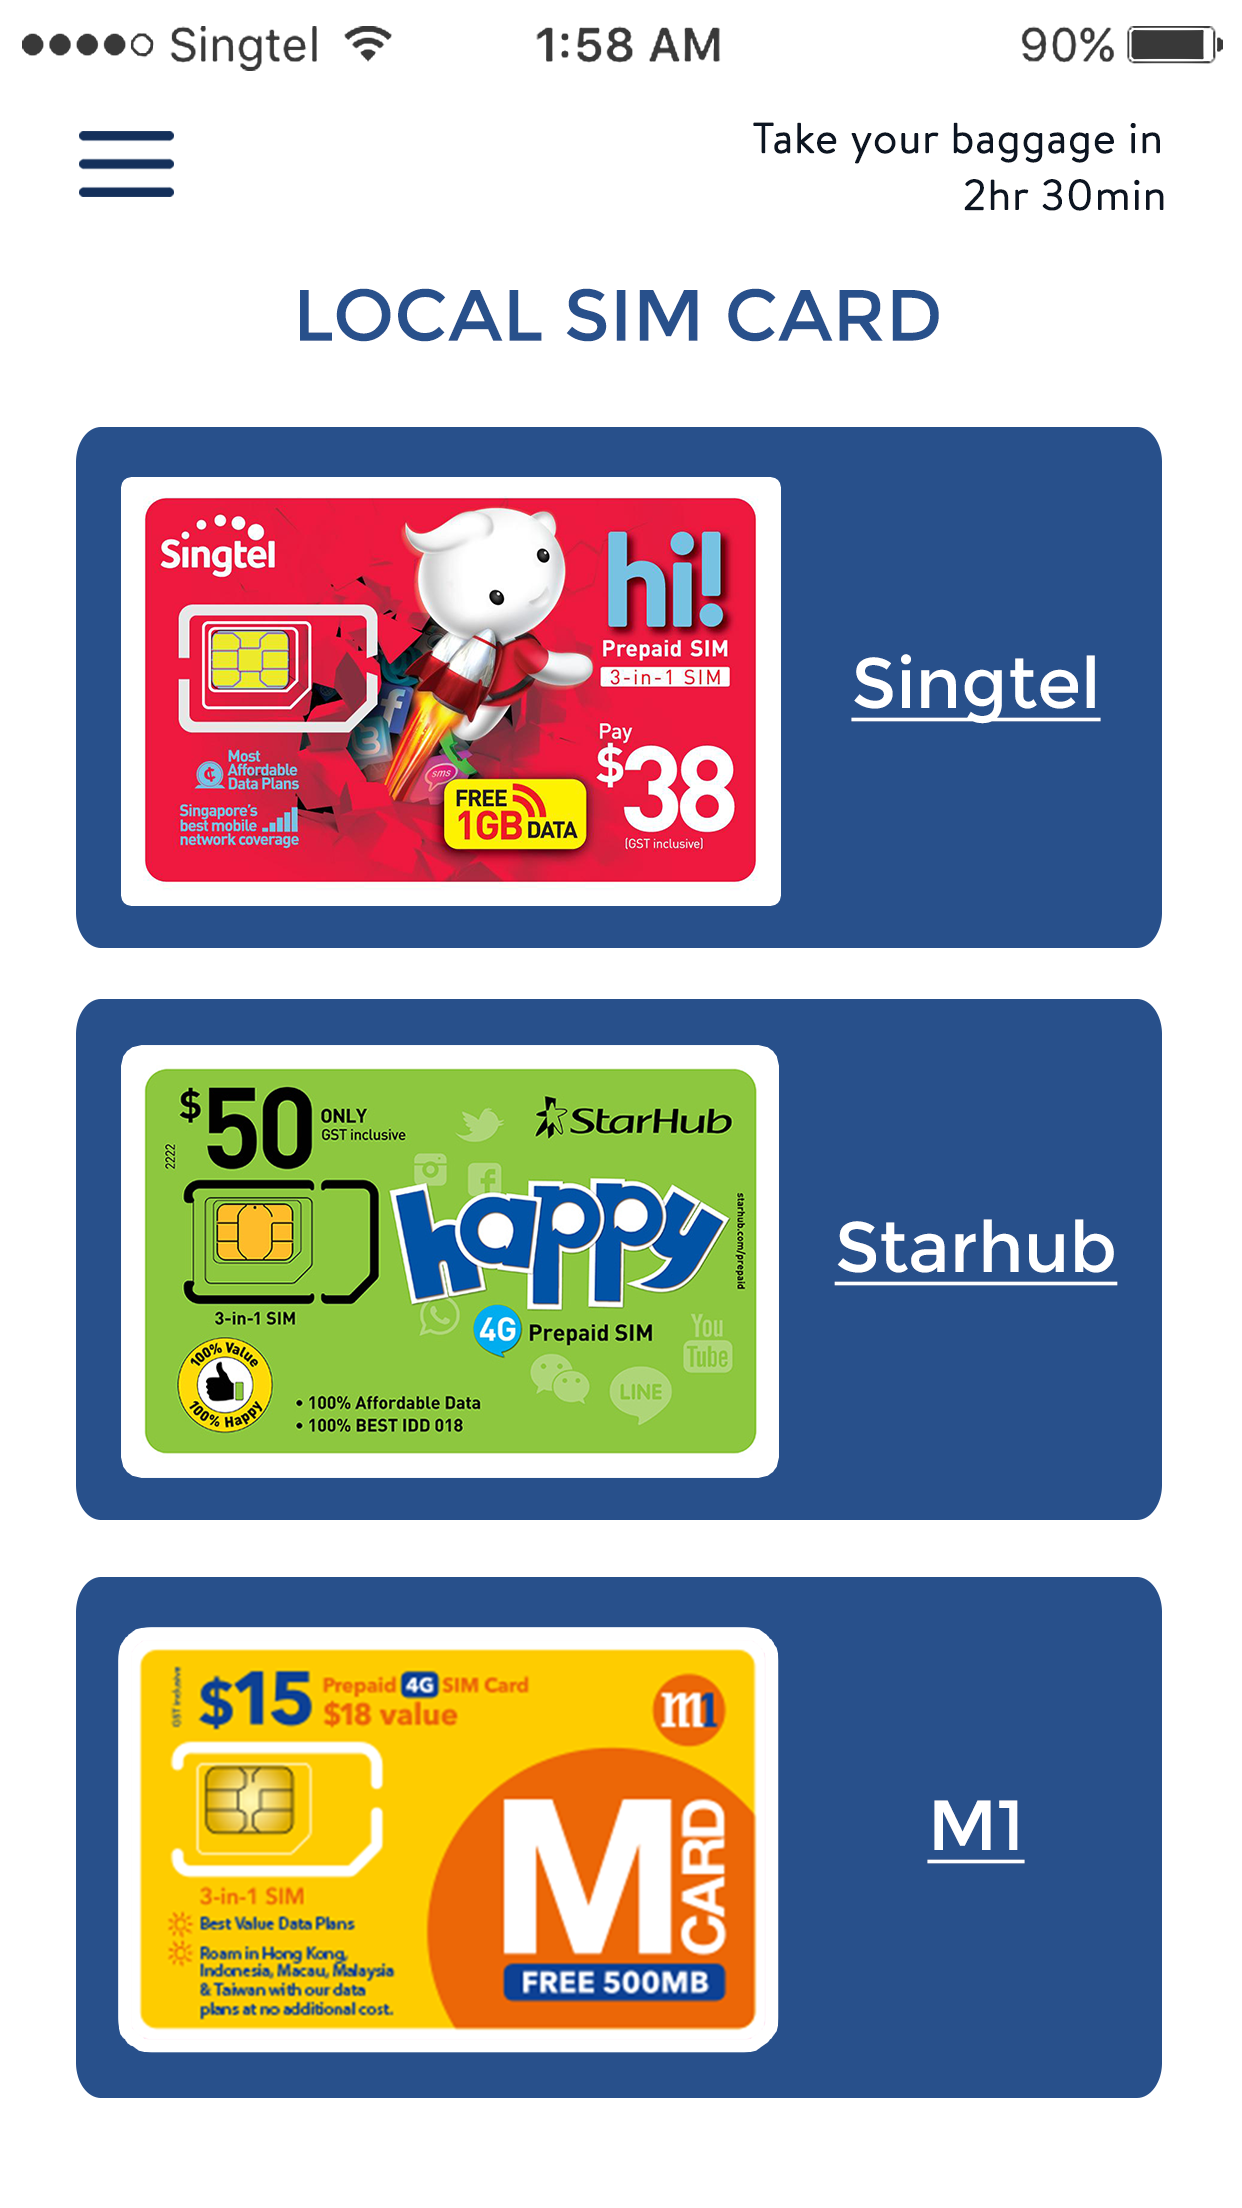 Singtel 1:58 AM 90%
Take your baggage in
2hr 30min
LOCAL SIM CARD
Singtel
hi!
Prepaid SIM
3-in-1 SIM
Pay
$38
(GST inclusive)
Most
Affordable
Data Plans
Singapore's
best mobile
network coverage
f
sms
FREE
1GB DATA
Singtel
$50 ONLY
GST inclusive
2222
StarHub
happy
starhub.com/prepaid
3-in-1 SIM
4G Prepaid SIM
You
Tube
LINE
100% Value
100% Happy
• 100% Affordable Data
• 100% BEST IDD 018
Starhub
GST Inclusive
$15 Prepaid 4G SIM Card
$18 value
m1
3-in-1 SIM
Best Value Data Plans
Roam in Hong Kong,
Indonesia, Macau, Malaysia
& Taiwan with our data
plans at no additional cost.
M CARD
FREE 500MB
M1